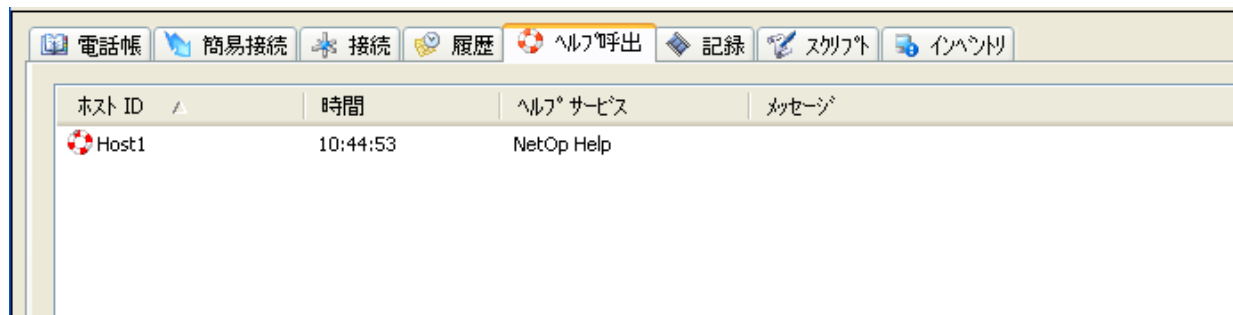 電話帳 簡易接続 接続 履歴 ﾍﾙﾌﾟ呼出 記録 ｽｸﾘﾌﾟﾄ ｲﾝﾍﾞﾝﾄﾘ
ﾎｽﾄ ID 時間 ﾍﾙﾌﾟ ｻｰﾋﾞｽ ﾒｯｾｰｼﾞ
Host1 10:44:53 NetOp Help